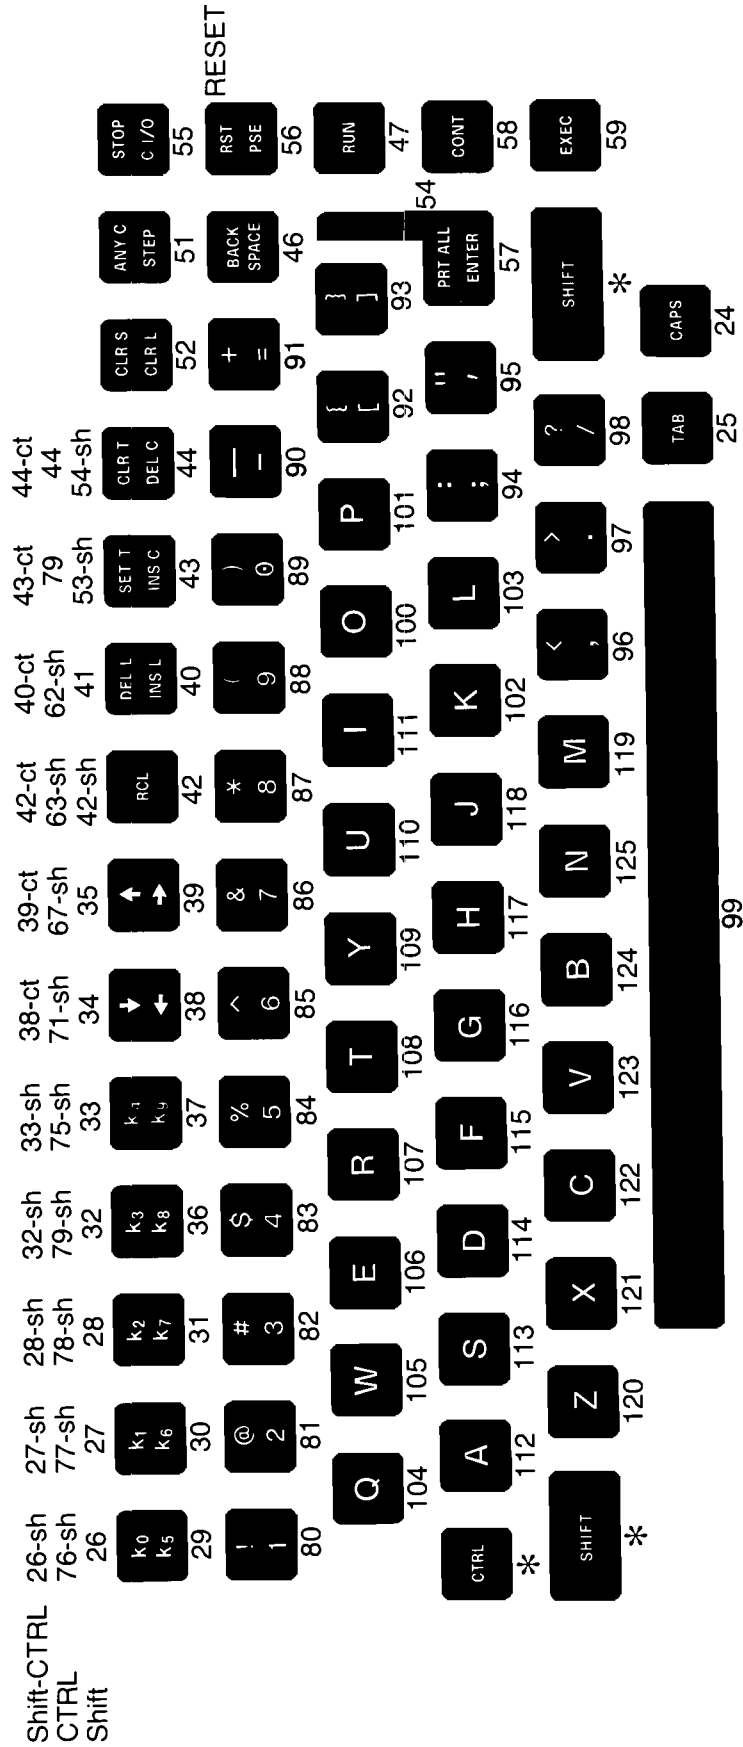 Shift-CTRL 26-sh 27-sh 28-sh 32-sh 33-sh 38-ct 39-ct 42-ct 40-ct 43-ct 44-ct
CTRL 76-sh 77-sh 78-sh 79-sh 75-sh 71-sh 67-sh 63-sh 62-sh 79 44
Shift 26 27 28 32 33 34 35 42-sh 41 53-sh 54-sh
k0 k1 k2 k3 k4 ← → RCL DEL L SET T CLR T CLR S ANY C STOP
k5 k6 k7 k8 k9 ↑ ↓ INS L INS C DEL C CLR L STEP C I/O
29 30 31 36 37 38 39 42 40 43 44 52 51 55
! @ # $ % ^ & * ( ) — + BACK RST RESET
1 2 3 4 5 6 7 8 9 0 - = SPACE PSE
80 81 82 83 84 85 86 87 88 89 90 91 46 56
Q W E R T Y U I O P { } RUN
[ ]
104 105 106 107 108 109 110 111 100 101 92 93 47
54
CTRL A S D F G H J K L : " PRT ALL CONT
; ' ENTER
* 112 113 114 115 116 117 118 102 103 94 95 57 58
SHIFT Z X C V B N M < > ? SHIFT EXEC
, . /
* 120 121 122 123 124 125 119 96 97 98 * 59
TAB CAPS
99 25 24